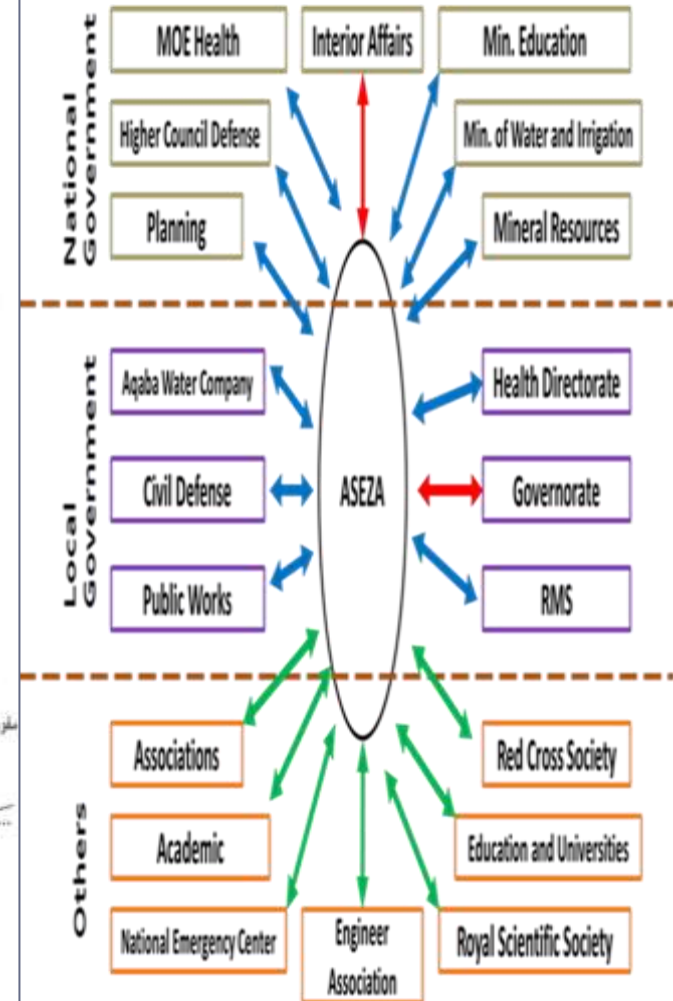 National
Government
MOE Health
Interior Affairs
Min. Education
Higher Council Defense
Min. of Water and Irrigation
Planning
Mineral Resources
Local
Government
Aqaba Water Company
Health Directorate
Civil Defense
ASEZA
Governorate
Public Works
RMS
Others
Associations
Red Cross Society
Academic
Education and Universities
National Emergency Center
Engineer
Association
Royal Scientific Society